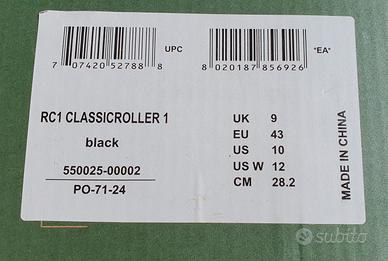 UPC
"EA"
7 07420 52788 8
8 020187 856926
RC1 CLASSICROLLER 1
black
550025-00002
PO-71-24
UK 9
EU 43
US 10
US W 12
CM 28.2
MADE IN CHINA
subito